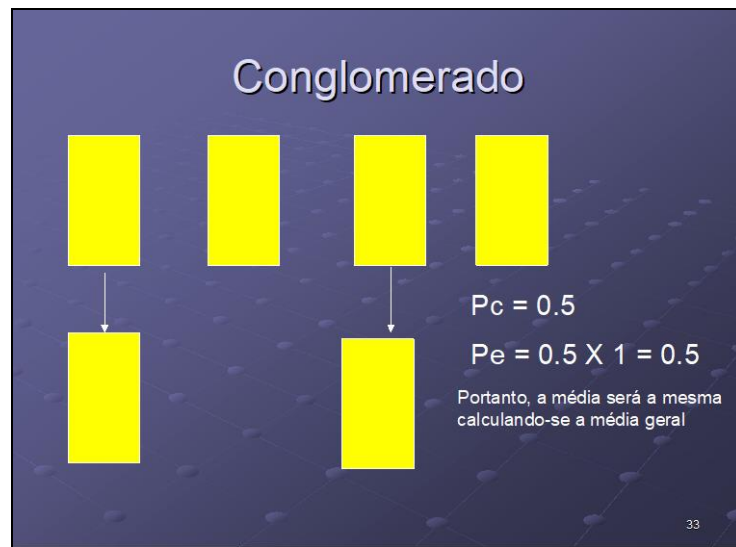 Conglomerado
Pc = 0.5
Pe = 0.5 X 1 = 0.5
Portanto, a média será a mesma
calculando-se a média geral
33